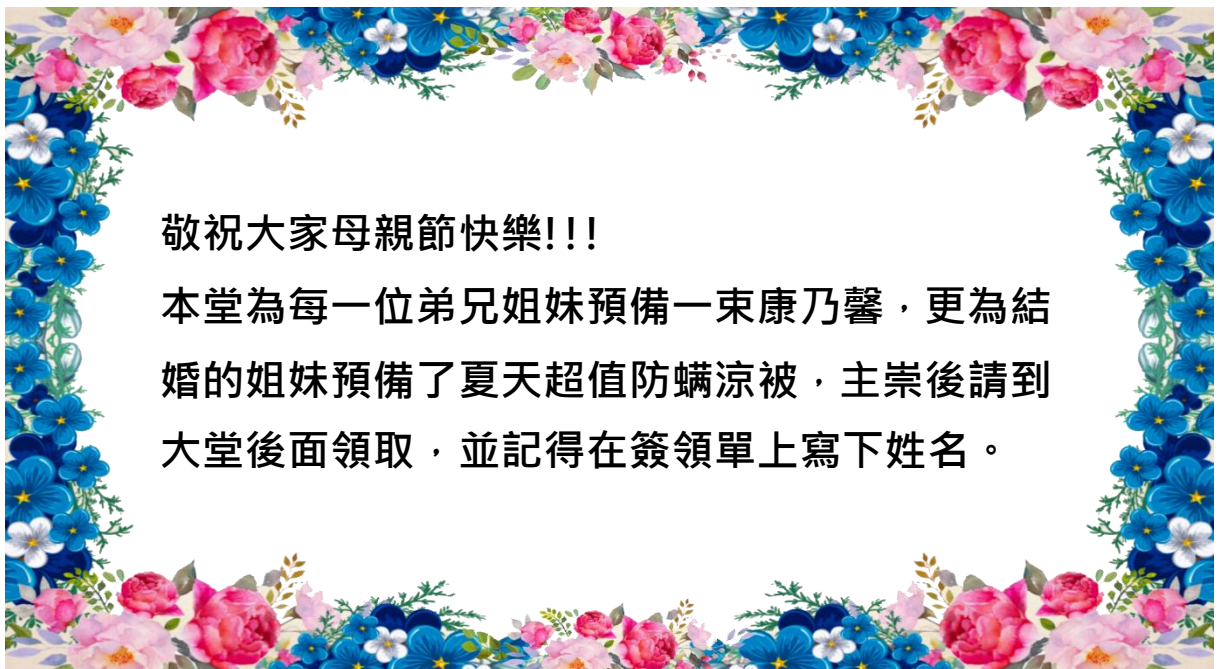 敬祝大家母親節快樂!!!
本堂為每一位弟兄姐妹預備一束康乃馨，更為結
婚的姐妹預備了夏天超值防螨涼被，主崇後請到
大堂後面領取，並記得在簽領單上寫下姓名。